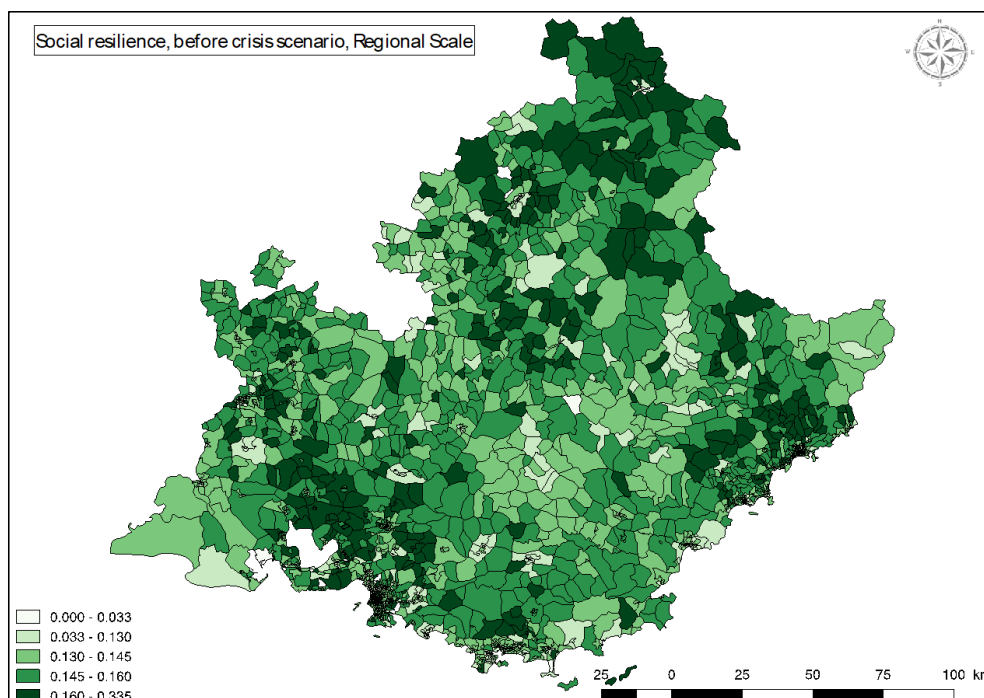 Social resilience, before crisis scenario, Regional Scale
N
W
E
S
0.000 - 0.033
0.033 - 0.130
0.130 - 0.145
0.145 - 0.160
0.160 - 0.335
25 0 25 50 75 100 km